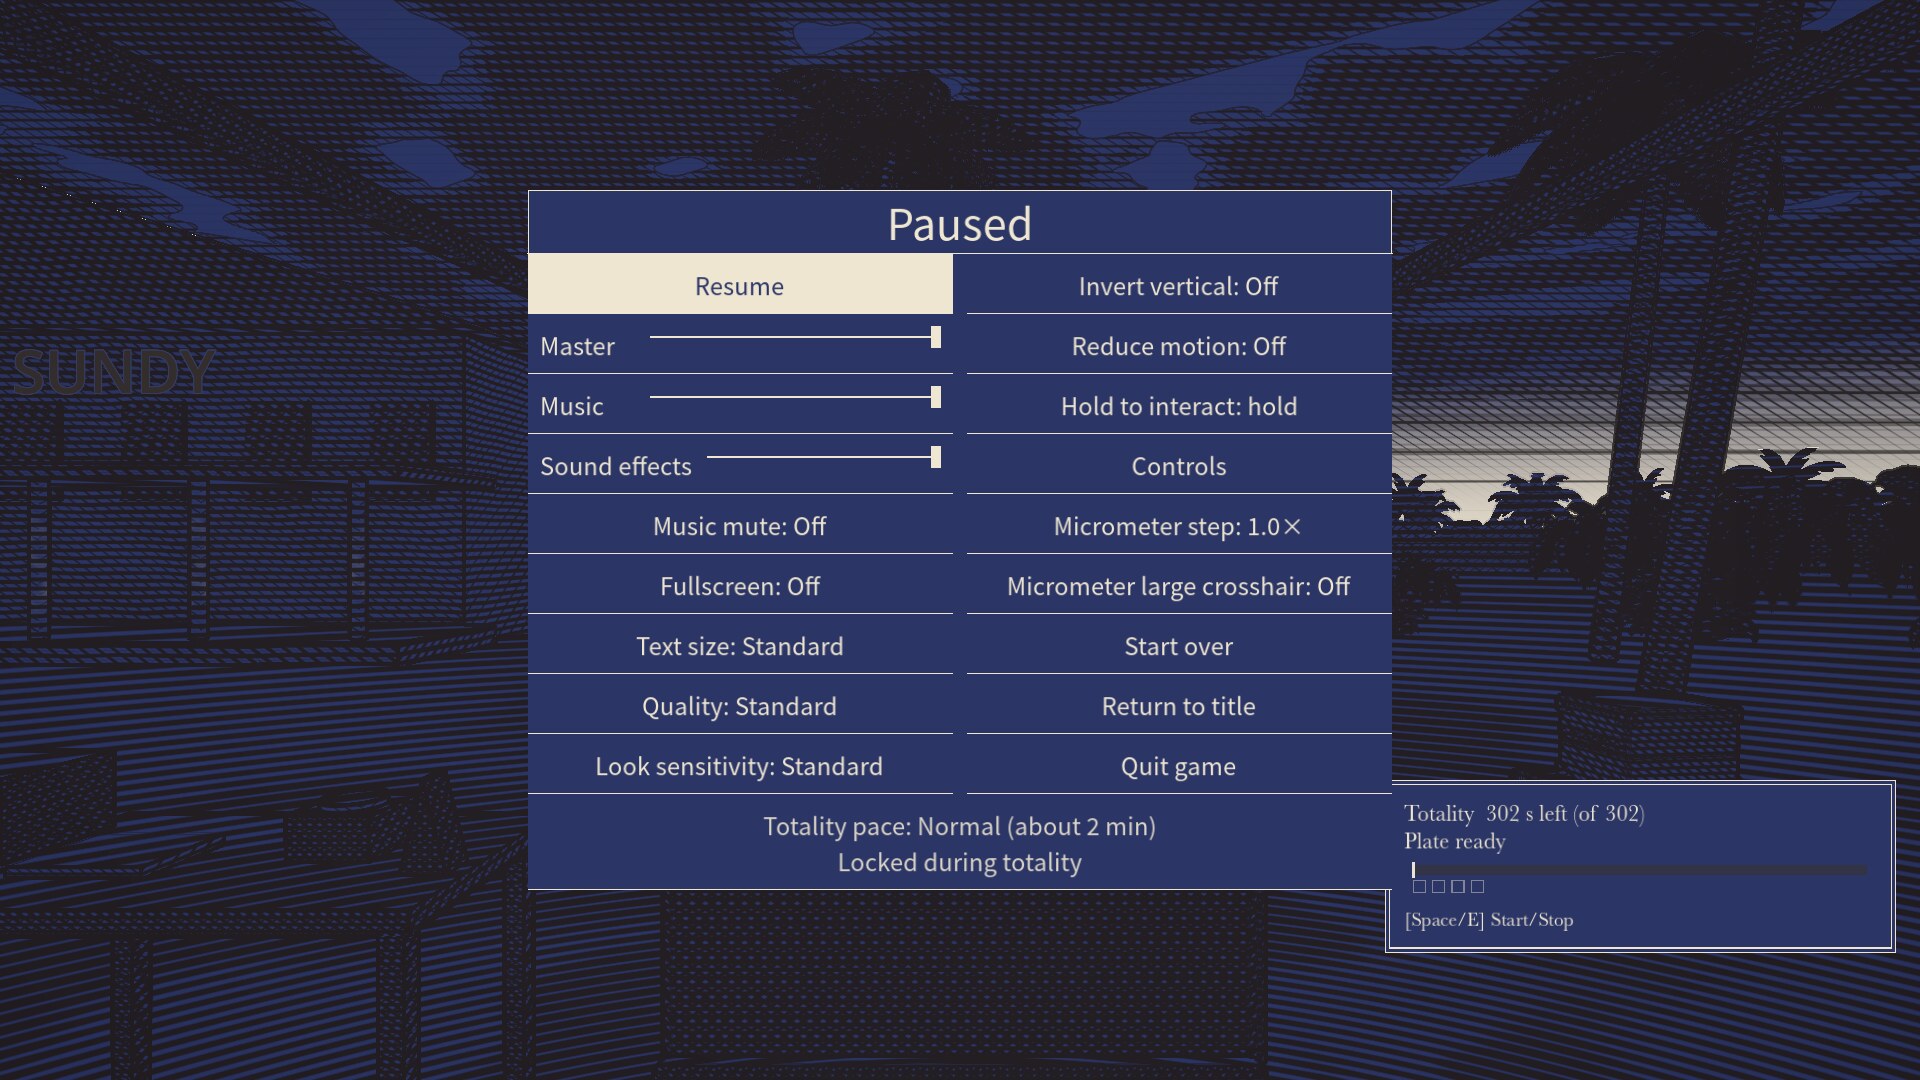 Paused
Resume
Invert vertical: Off
Master
Reduce motion: Off
Music
Hold to interact: hold
Sound effects
Controls
Music mute: Off
Micrometer step: 1.0×
Fullscreen: Off
Micrometer large crosshair: Off
Text size: Standard
Start over
Quality: Standard
Return to title
Look sensitivity: Standard
Quit game
Totality pace: Normal (about 2 min)
Locked during totality
SUNDY
Totality 302 s left (of 302)
Plate ready
[Space/E] Start/Stop